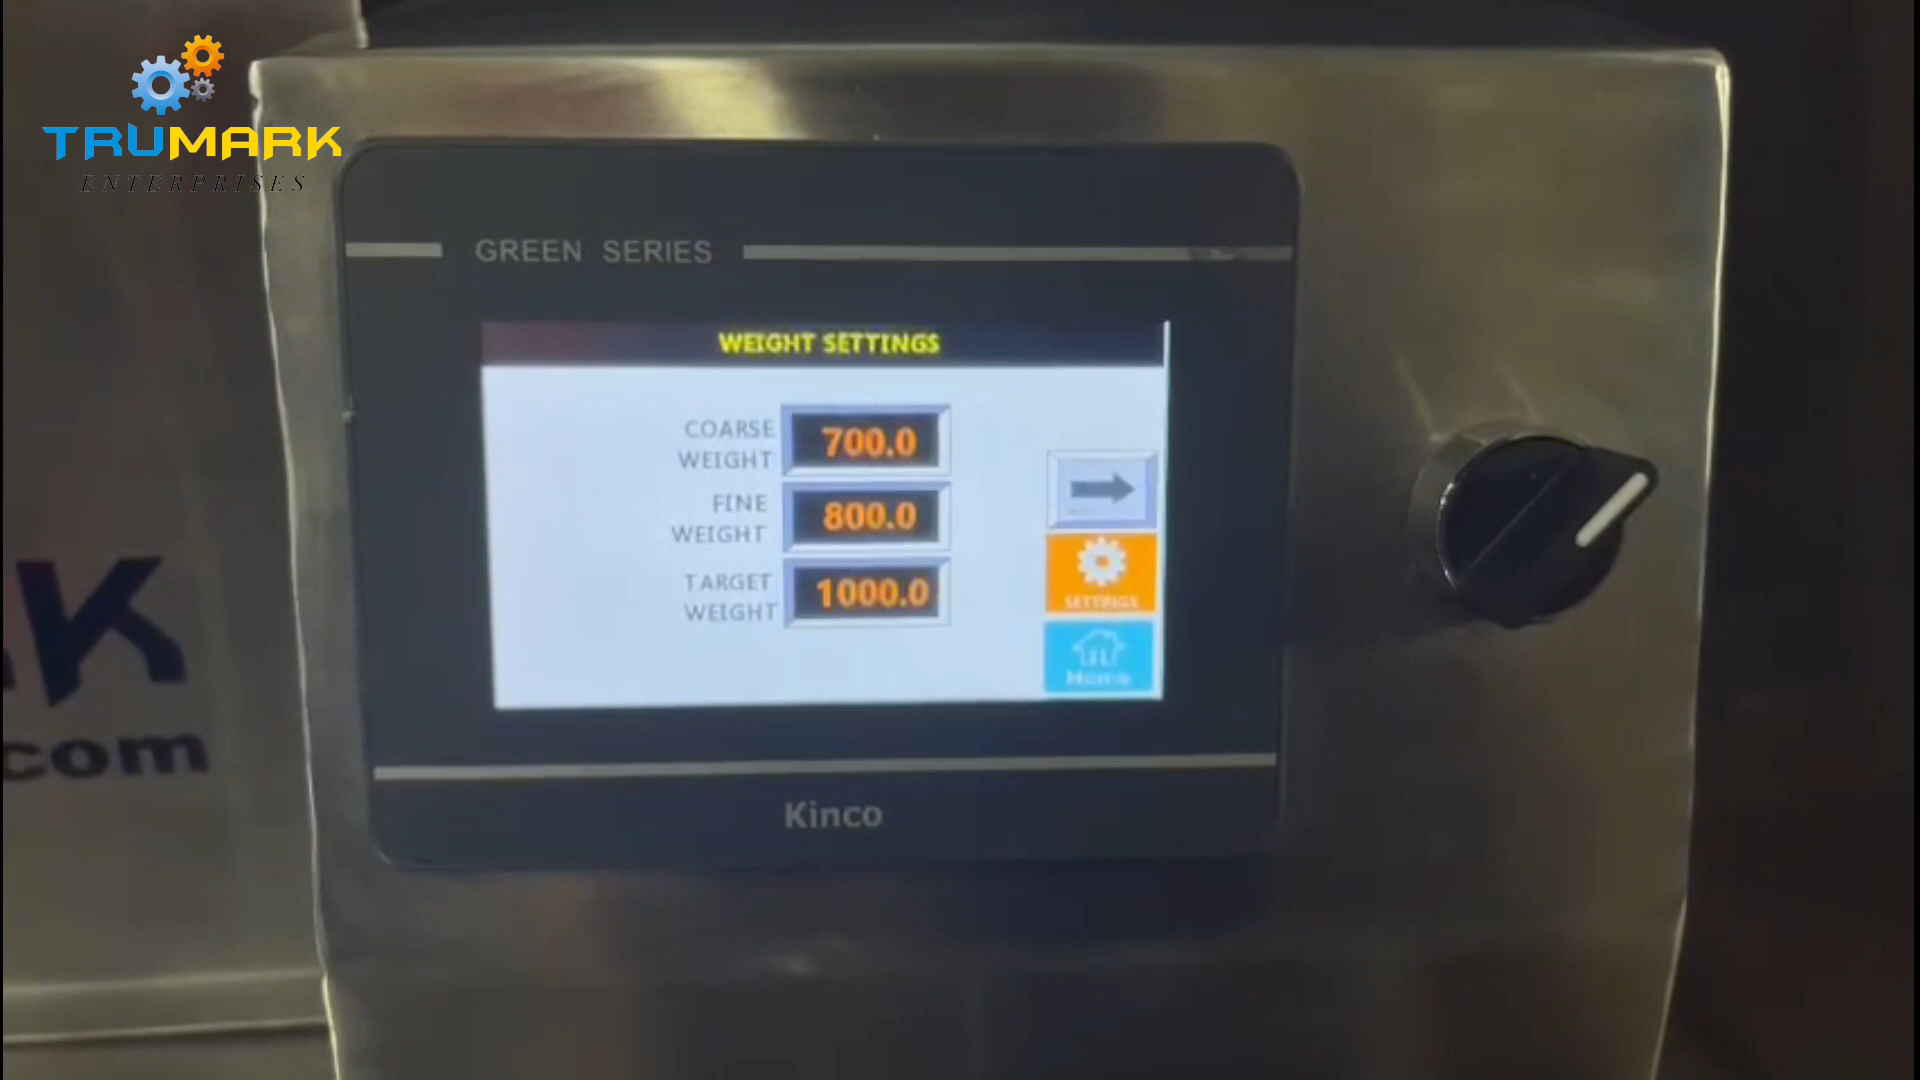 TRUMARK
ENTERPRISES
GREEN SERIES
WEIGHT SETTINGS
COARSE WEIGHT 700.0
FINE WEIGHT 800.0
TARGET WEIGHT 1000.0
SETTINGS
Home
Kinco
K
com